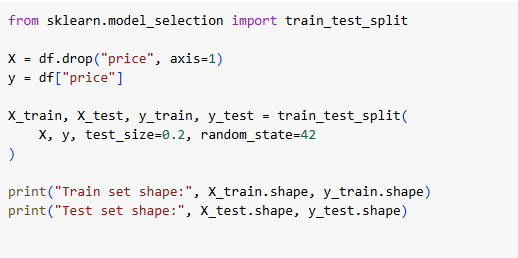 from sklearn.model_selection import train_test_split
X = df.drop("price", axis=1)
y = df["price"]
X_train, X_test, y_train, y_test = train_test_split(
    X, y, test_size=0.2, random_state=42
)
print("Train set shape:", X_train.shape, y_train.shape)
print("Test set shape:", X_test.shape, y_test.shape)